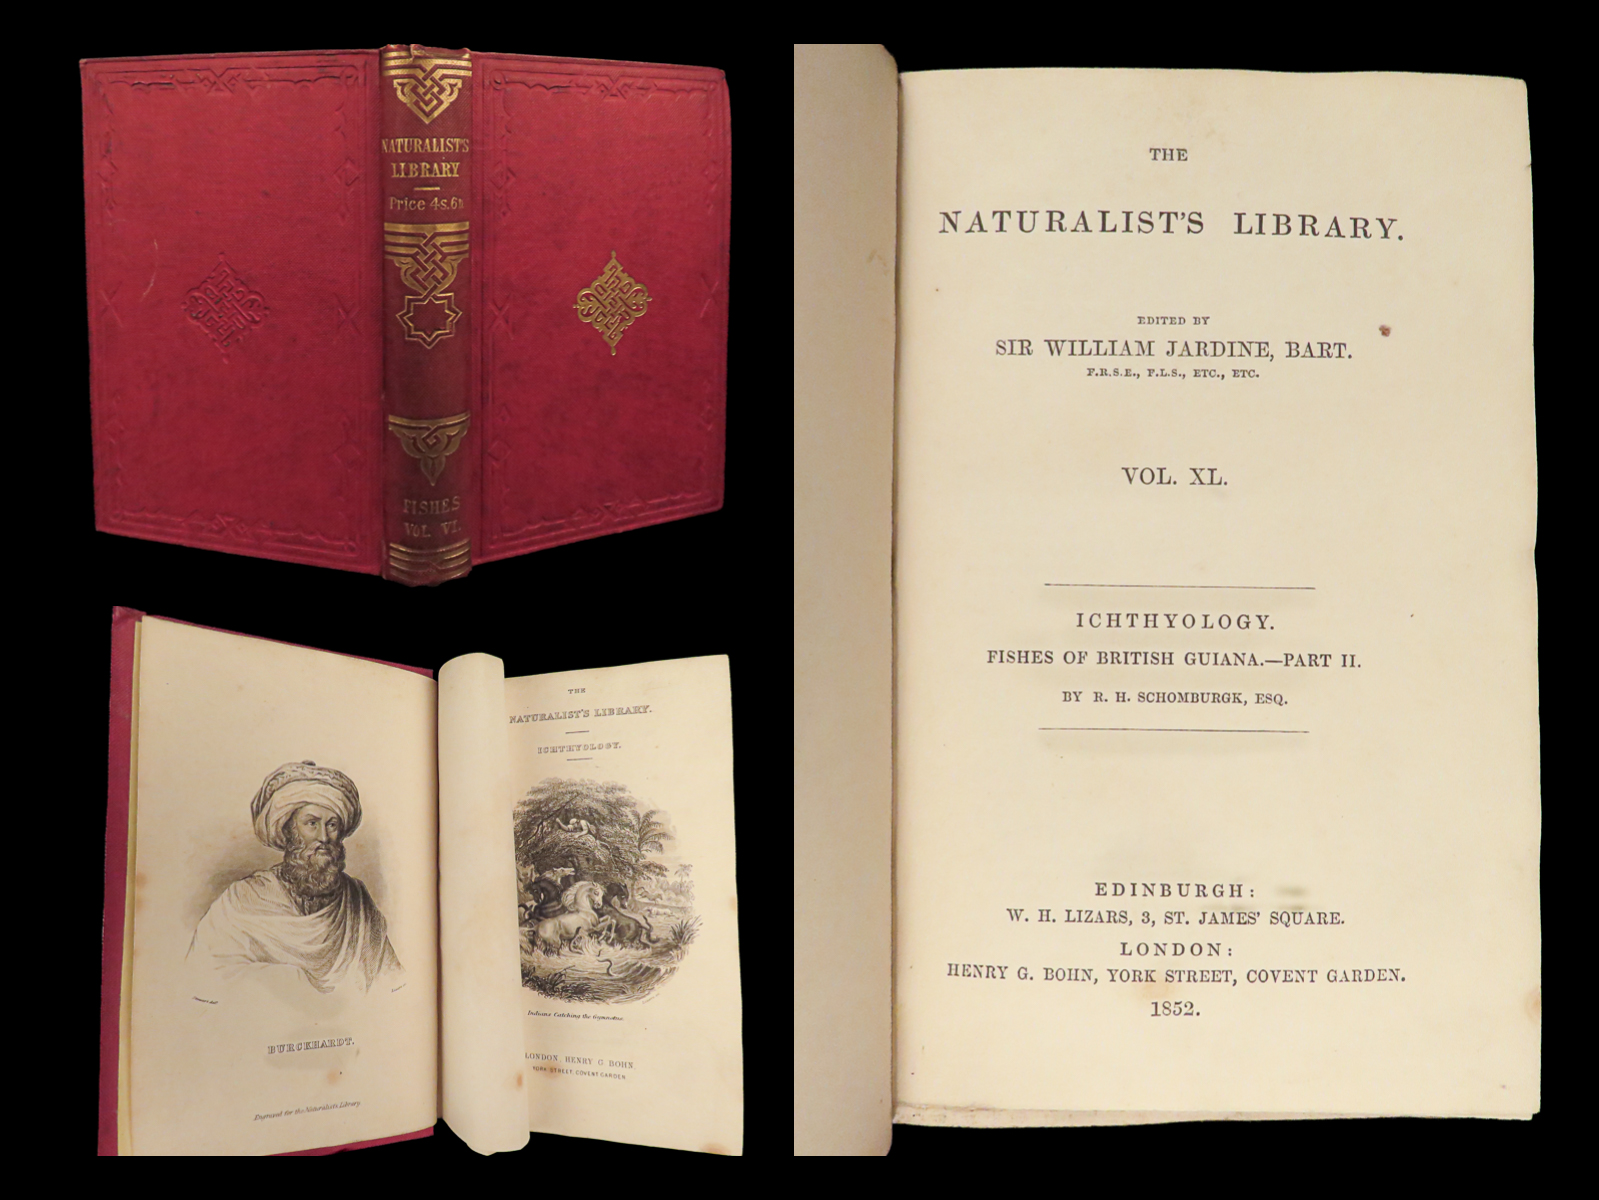 NATURALIST'S
LIBRARY
Price 4s.6D
FISHES
VOL. VI.
BURCKHARDT.
Engraved for the Naturalist's Library.
THE
NATURALIST'S LIBRARY.
ICHTHYOLOGY.
Indians Catching the Gymnotus.
LONDON, HENRY G. BOHN,
YORK STREET, COVENT GARDEN
THE
NATURALIST'S LIBRARY.
EDITED BY
SIR WILLIAM JARDINE, BART.
F.R.S.E., F.L.S., ETC., ETC.
VOL. XL.
ICHTHYOLOGY.
FISHES OF BRITISH GUIANA.—PART II.
BY R. H. SCHOMBURGK, ESQ.
EDINBURGH:
W. H. LIZARS, 3, ST. JAMES' SQUARE.
LONDON:
HENRY G. BOHN, YORK STREET, COVENT GARDEN.
1852.